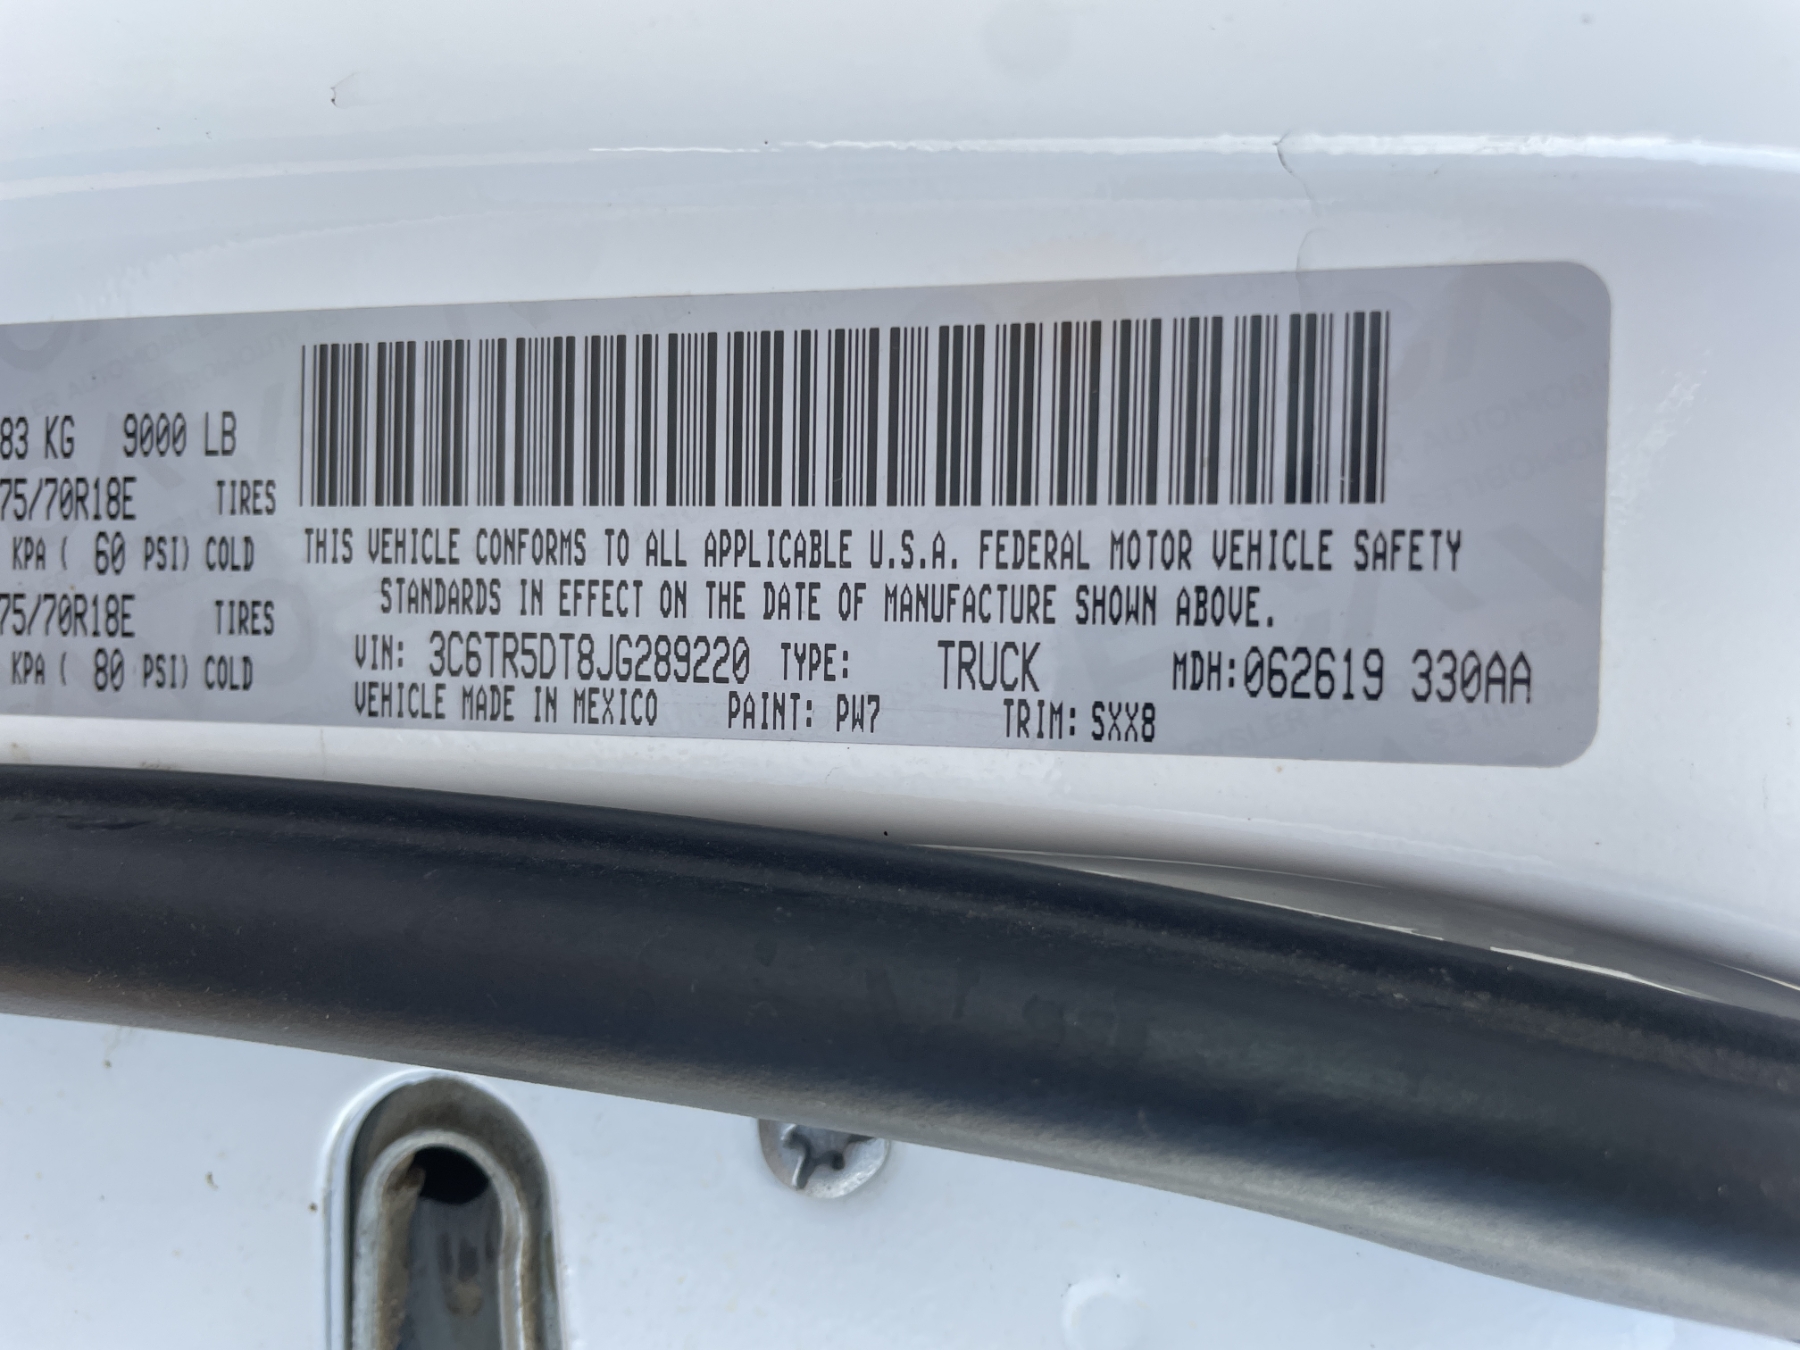 83 KG 9000 LB
75/70R18E TIRES
KPA ( 60 PSI) COLD
75/70R18E TIRES
KPA ( 80 PSI) COLD
THIS VEHICLE CONFORMS TO ALL APPLICABLE U.S.A. FEDERAL MOTOR VEHICLE SAFETY
STANDARDS IN EFFECT ON THE DATE OF MANUFACTURE SHOWN ABOVE.
VIN: 3C6TR5DT8JG289220 TYPE: TRUCK MDH:062619 330AA
VEHICLE MADE IN MEXICO PAINT: PW7 TRIM: SXX8